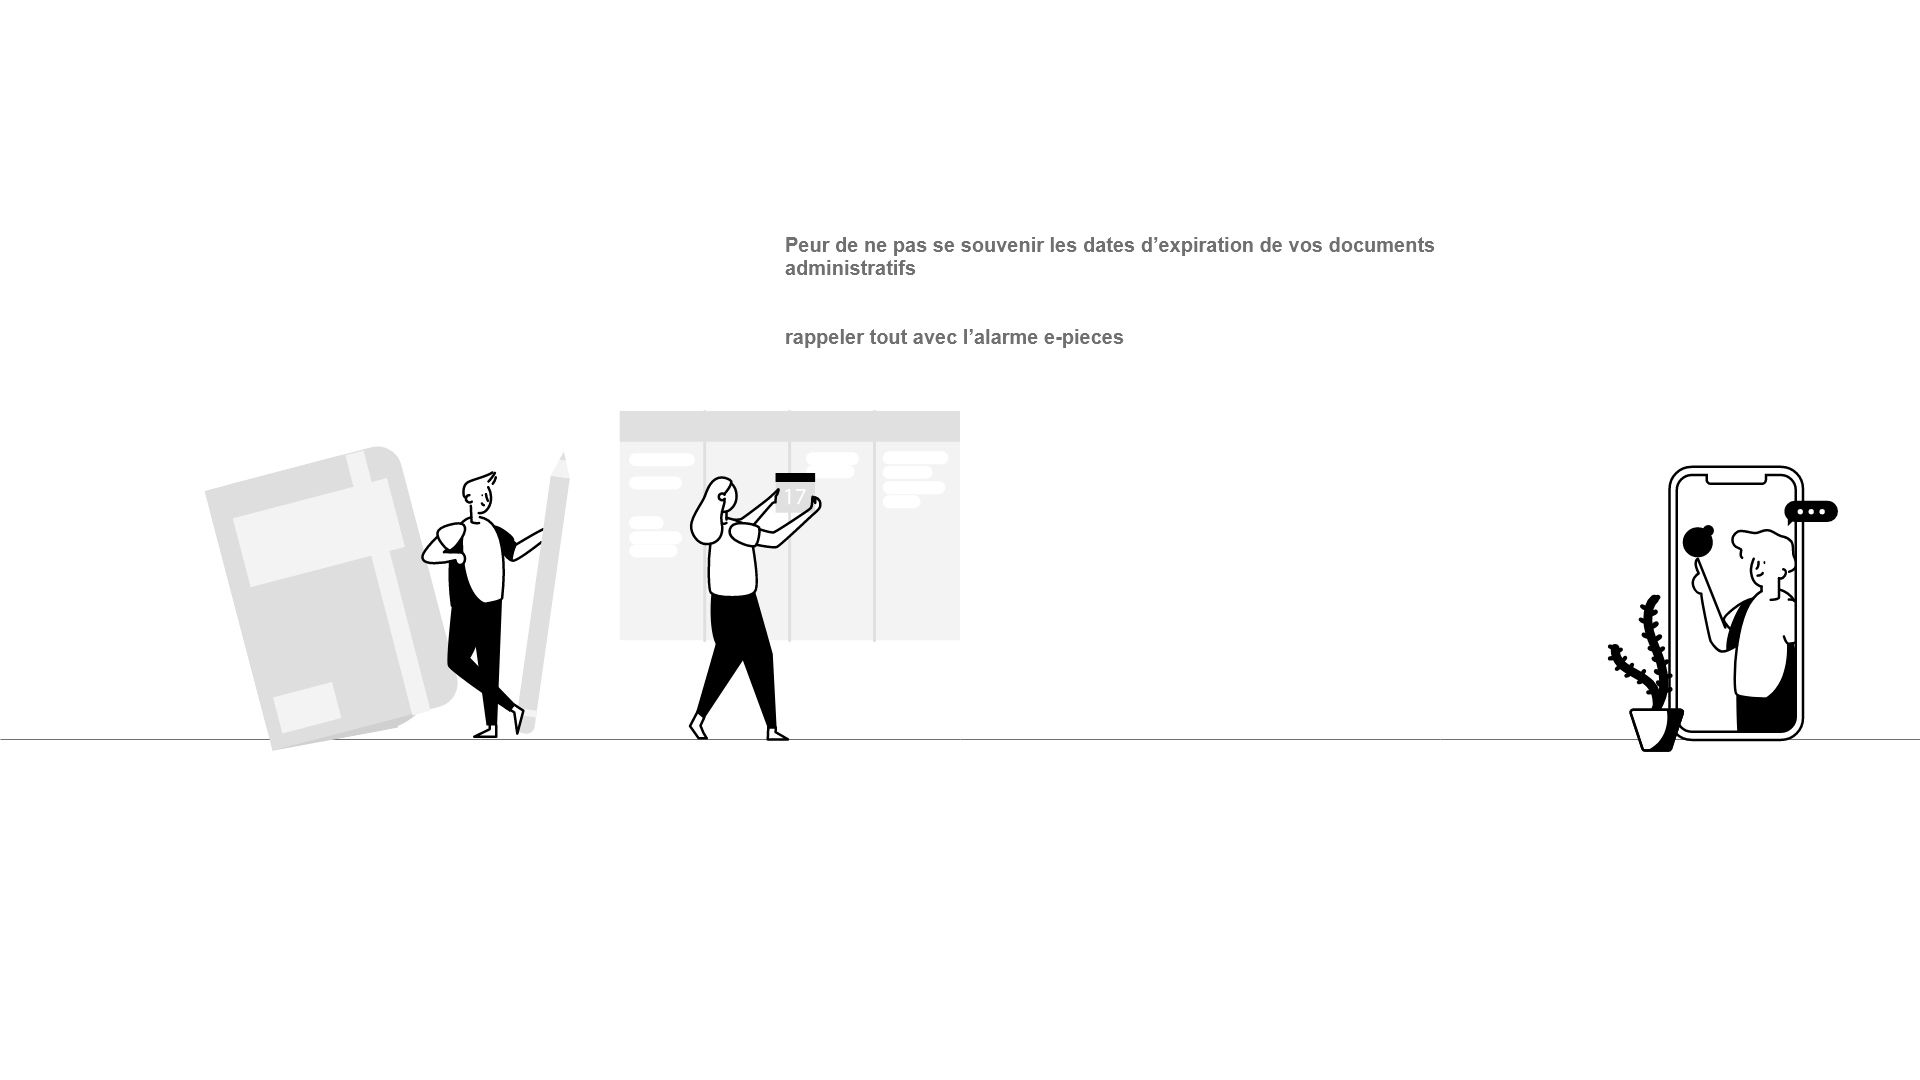 Peur de ne pas se souvenir les dates d’expiration de vos documents
administratifs
rappeler tout avec l’alarme e-pieces
17